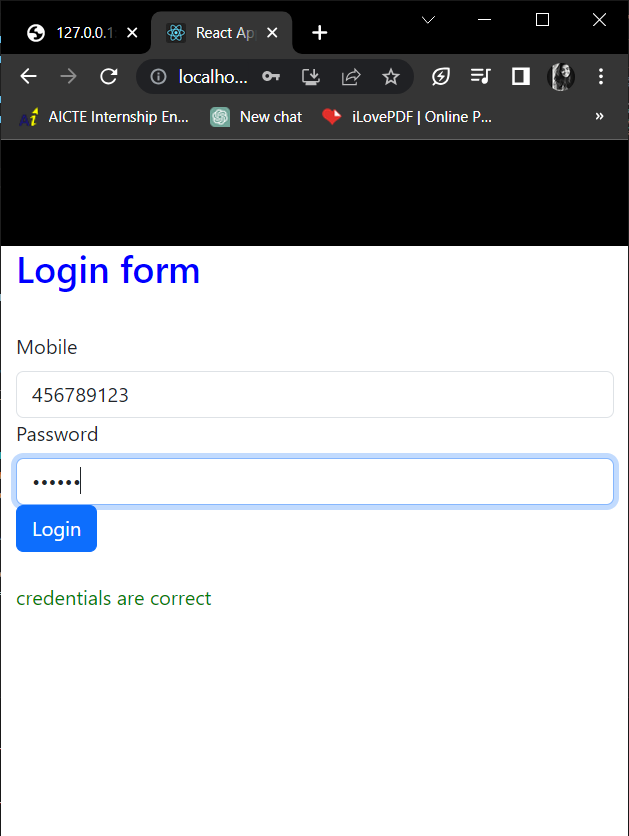 127.0.0.1:
React App
localho...
AICTE Internship En...
New chat
iLovePDF | Online P...
»
Login form
Mobile
456789123
Password
••••••
Login
credentials are correct